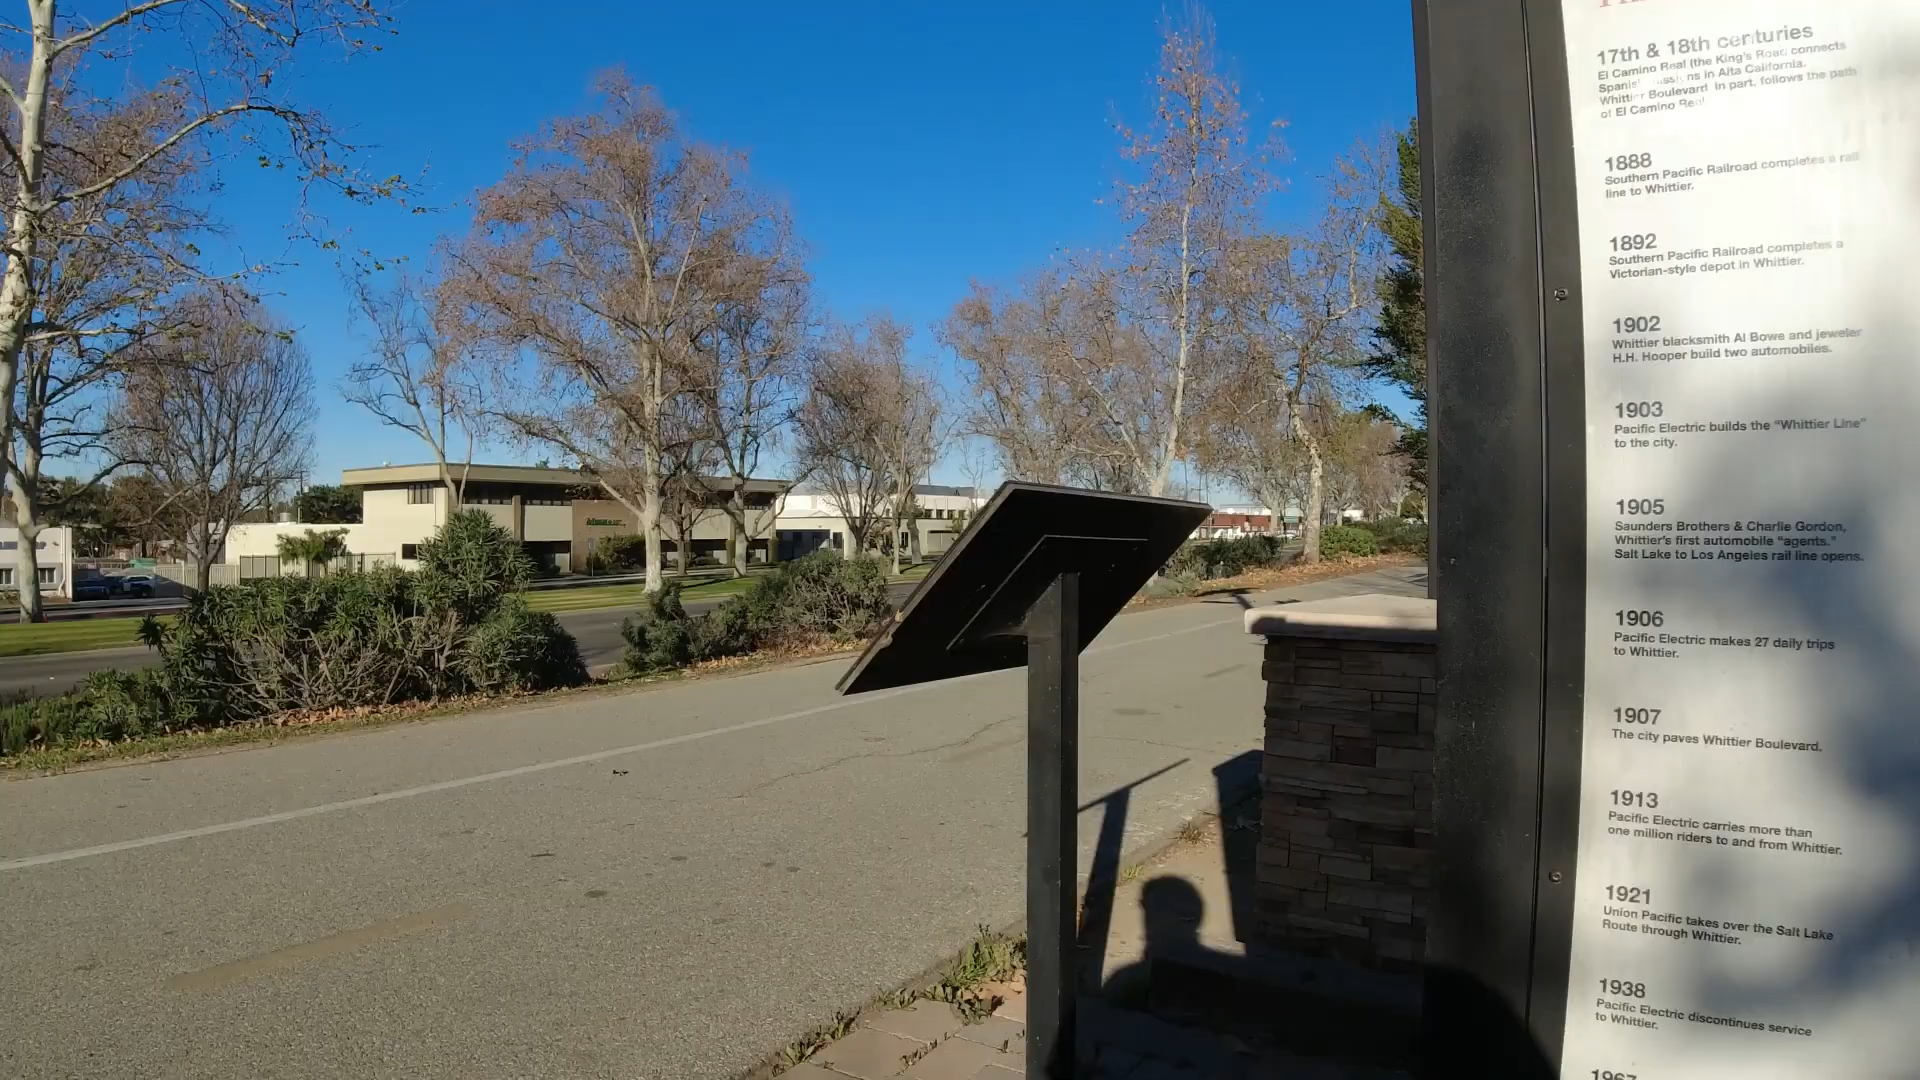 17th & 18th centuries
El Camino Real (the King's Road) connects
Spanish missions in Alta California.
Whittier Boulevard, in part, follows the path
of El Camino Real.
1888
Southern Pacific Railroad completes a rail
line to Whittier.
1892
Southern Pacific Railroad completes a
Victorian-style depot in Whittier.
1902
Whittier blacksmith Al Bowe and jeweler
H.H. Hooper build two automobiles.
1903
Pacific Electric builds the "Whittier Line"
to the city.
1905
Saunders Brothers & Charlie Gordon,
Whittier's first automobile "agents."
Salt Lake to Los Angeles rail line opens.
1906
Pacific Electric makes 27 daily trips
to Whittier.
1907
The city paves Whittier Boulevard.
1913
Pacific Electric carries more than
one million riders to and from Whittier.
1921
Union Pacific takes over the Salt Lake
Route through Whittier.
1938
Pacific Electric discontinues service
to Whittier.
1967